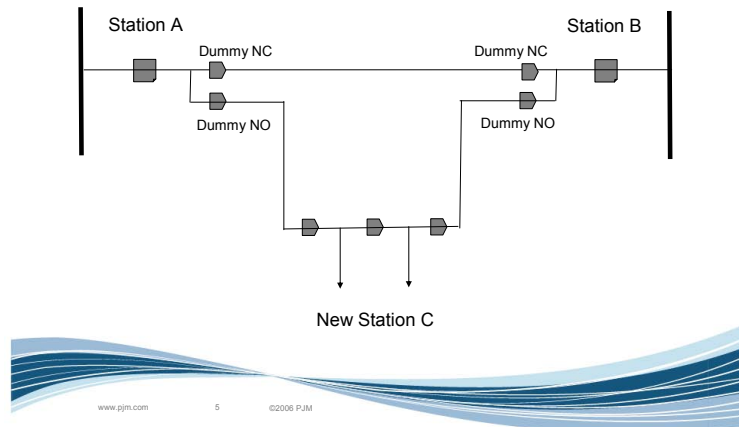 Station A
Station B
Dummy NC
Dummy NC
Dummy NO
Dummy NO
New Station C
www.pjm.com 5 ©2006 PJM